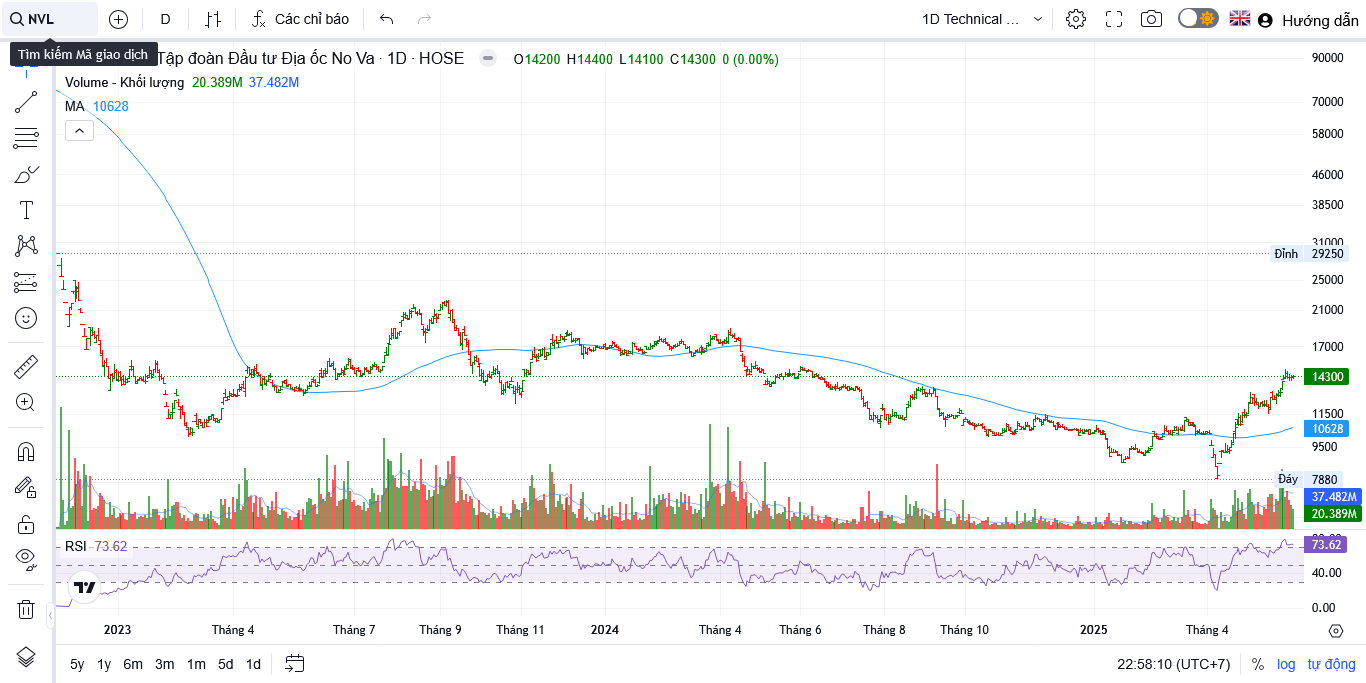 NVL
D
Các chỉ báo
1D Technical ...
Hướng dẫn
Tìm kiếm Mã giao dịch
Tập đoàn Đầu tư Địa ốc No Va · 1D · HOSE
O14200 H14400 L14100 C14300 0 (0.00%)
Volume - Khối lượng 20.389M 37.482M
MA 10628
90000
70000
58000
46000
38500
31000
Đỉnh 29250
25000
21000
17000
14300
11500
10628
9500
Đáy 7880
37.482M
20.389M
RSI 73.62
73.62
40.00
0.00
2023 Tháng 4 Tháng 7 Tháng 9 Tháng 11 2024 Tháng 4 Tháng 6 Tháng 8 Tháng 10 2025 Tháng 4
5y 1y 6m 3m 1m 5d 1d
22:58:10 (UTC+7) % log tự động